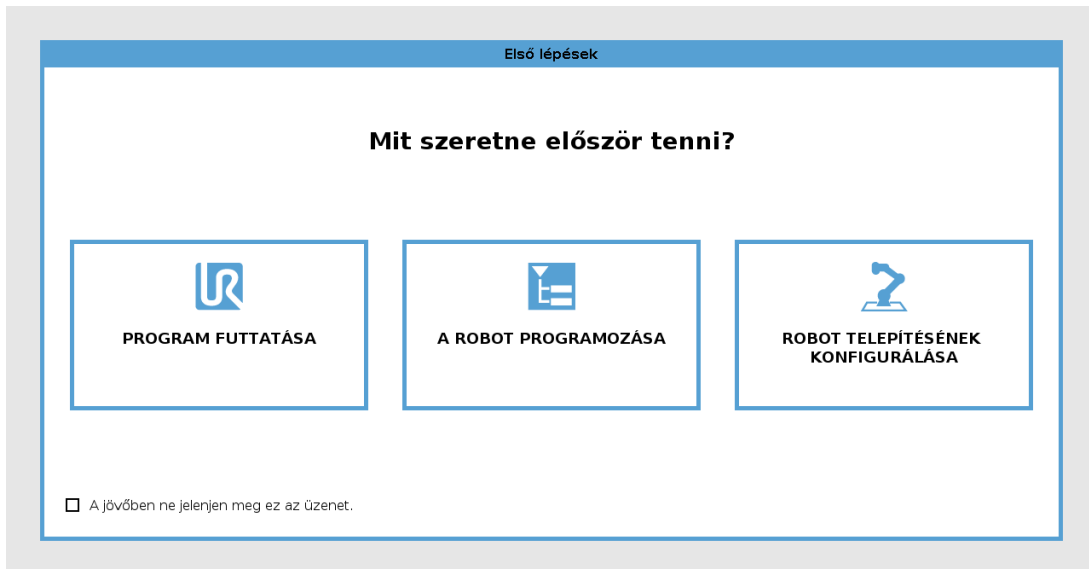 Első lépések
Mit szeretne először tenni?
PROGRAM FUTTATÁSA
A ROBOT PROGRAMOZÁSA
ROBOT TELEPÍTÉSÉNEK
KONFIGURÁLÁSA
A jövőben ne jelenjen meg ez az üzenet.